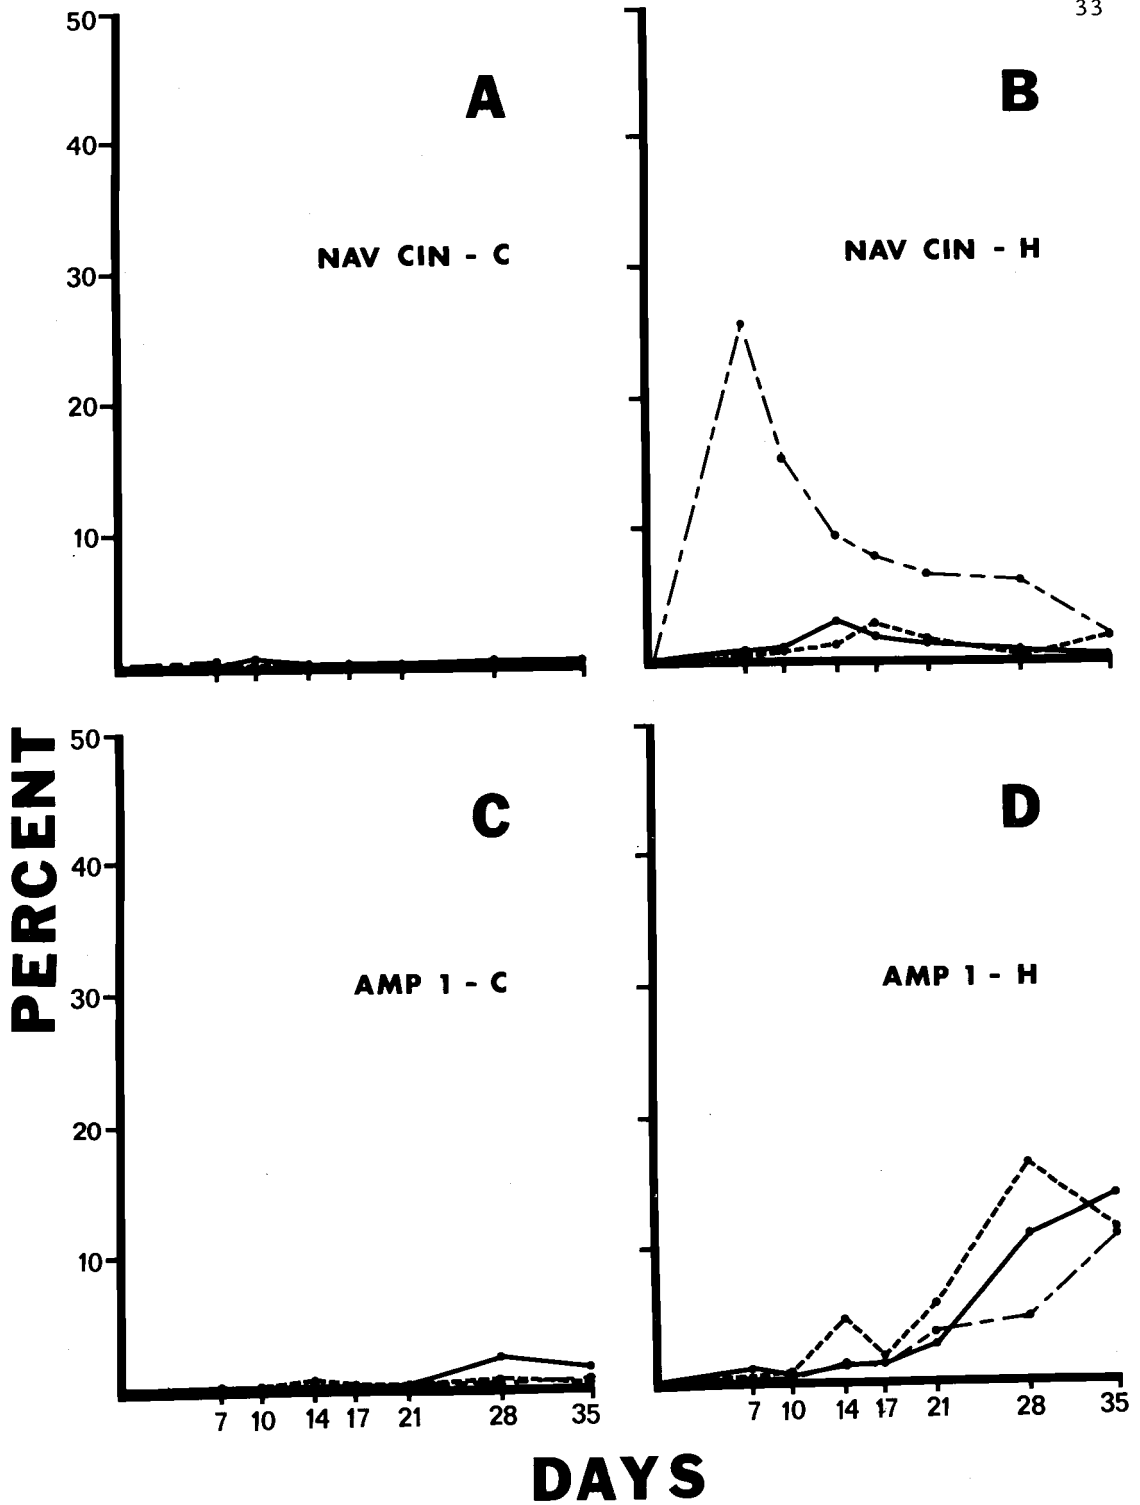 33
50
40
30
20
10
A
NAV CIN - C
B
NAV CIN - H
PERCENT
50
40
30
20
10
C
AMP 1 - C
7 10 14 17 21 28 35
D
AMP 1 - H
7 10 14 17 21 28 35
DAYS